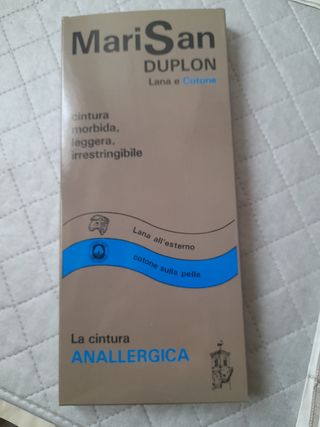 MariSan
DUPLON
Lana e Cotone
cintura
morbida,
leggera,
irrestringibile
Lana all'esterno
cotone sulla pelle
La cintura
ANALLERGICA